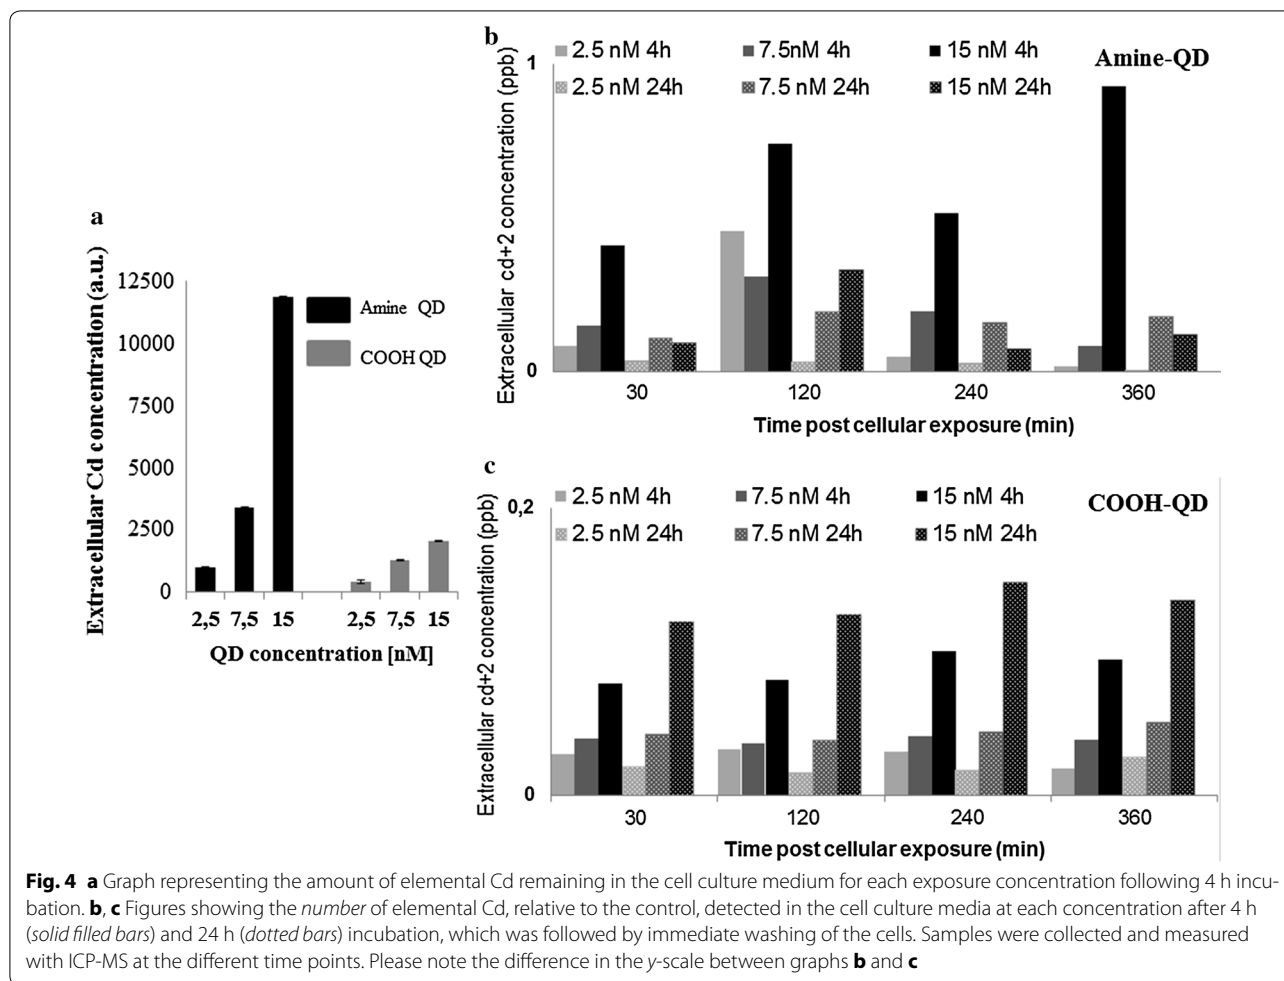 a
Extracellular Cd concentration (a.u.)
12500
10000
7500
5000
2500
0
Amine QD
COOH QD
2,5 7,5 15 2,5 7,5 15
QD concentration [nM]
b
Extracellular cd+2 concentration (ppb)
1
0
2.5 nM 4h 7.5nM 4h 15 nM 4h
2.5 nM 24h 7.5 nM 24h 15 nM 24h
Amine-QD
30 120 240 360
Time post cellular exposure (min)
c
Extracellular cd+2 concentration (ppb)
0,2
0
2.5 nM 4h 7.5 nM 4h 15 nM 4h
2.5 nM 24h 7.5 nM 24h 15 nM 24h
COOH-QD
30 120 240 360
Time post cellular exposure (min)
Fig. 4 a Graph representing the amount of elemental Cd remaining in the cell culture medium for each exposure concentration following 4 h incu-
bation. b, c Figures showing the number of elemental Cd, relative to the control, detected in the cell culture media at each concentration after 4 h
(solid filled bars) and 24 h (dotted bars) incubation, which was followed by immediate washing of the cells. Samples were collected and measured
with ICP-MS at the different time points. Please note the difference in the y-scale between graphs b and c